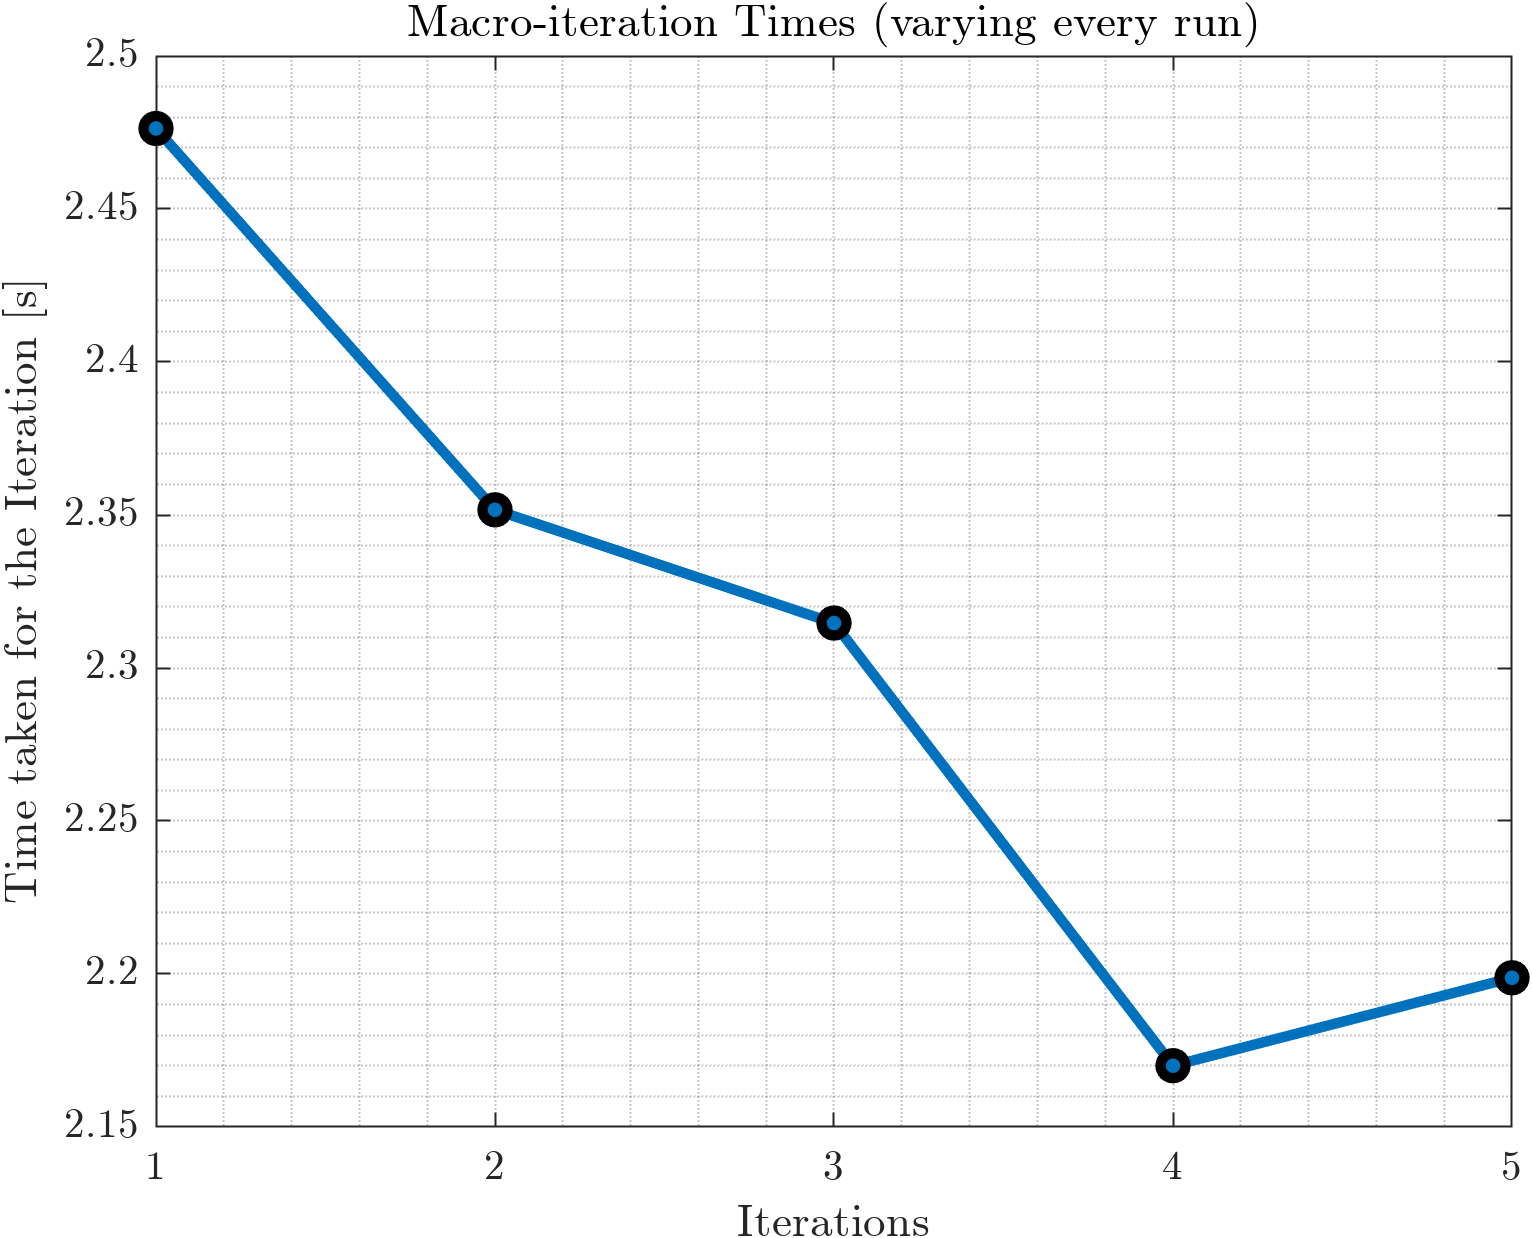 Macro-iteration Times (varying every run)
Time taken for the Iteration [s]
2.5
2.45
2.4
2.35
2.3
2.25
2.2
2.15
1 2 3 4 5
Iterations